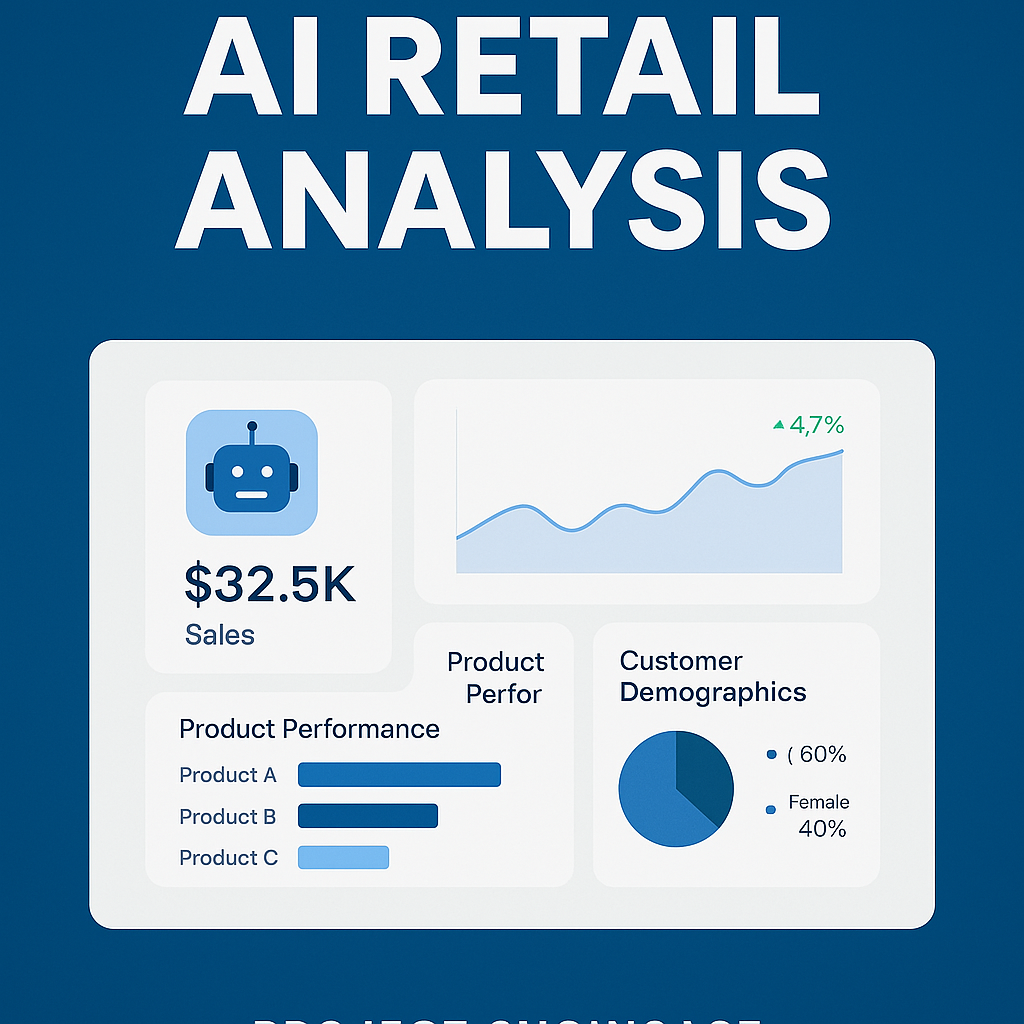 AI RETAIL
ANALYSIS
$32.5K
Sales
▲4,7%
Product
Perfor
Product Performance
Product A
Product B
Product C
Customer
Demographics
( 60%
Female
40%